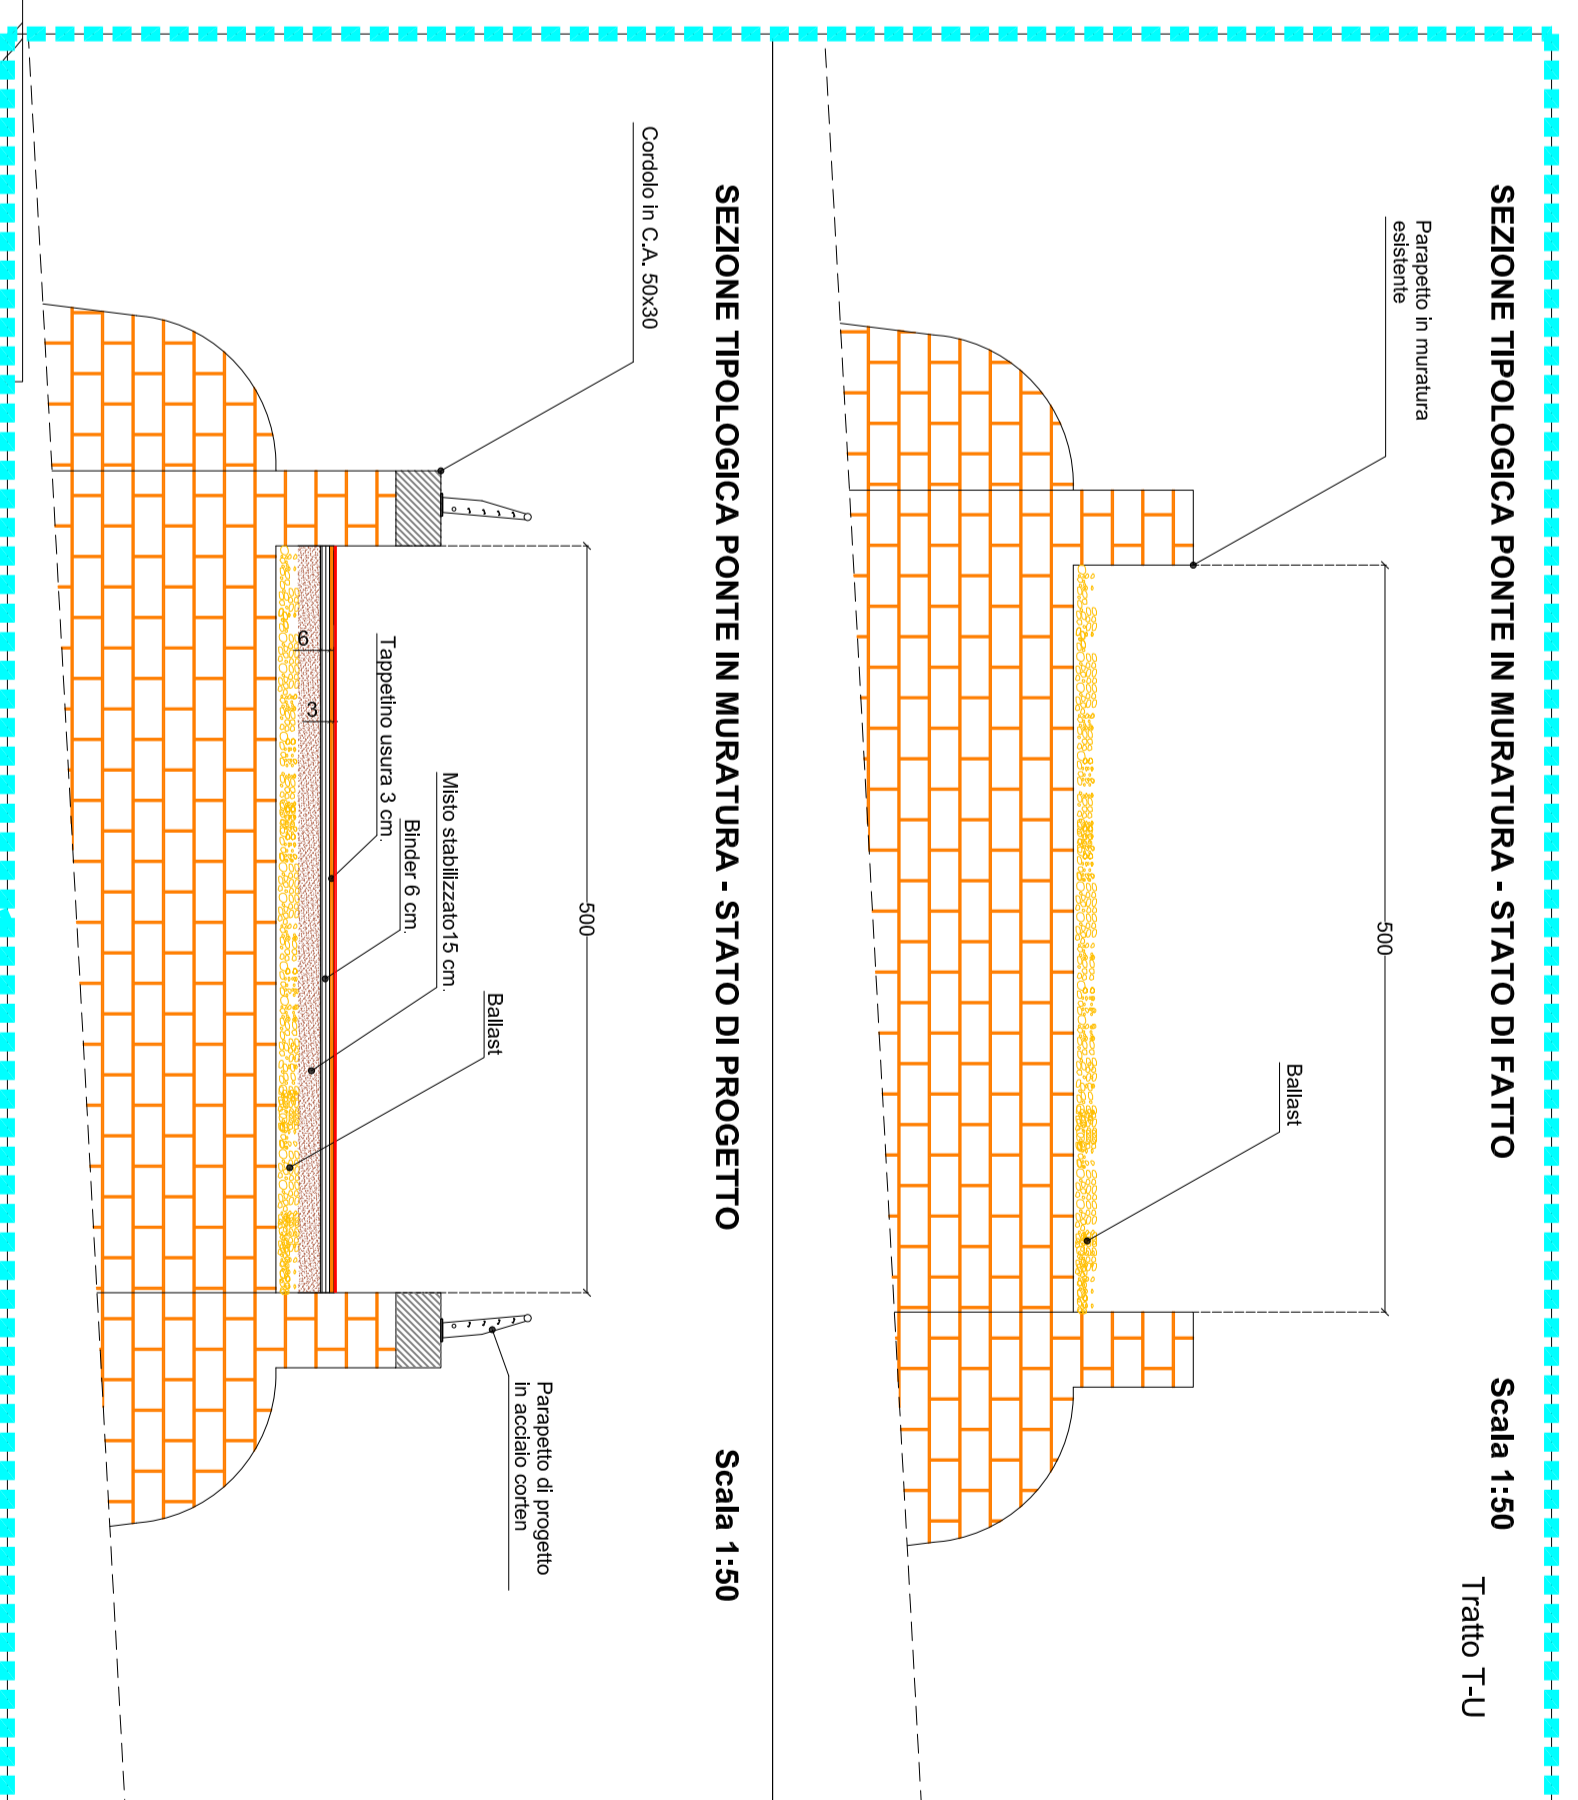 SEZIONE TIPOLOGICA PONTE IN MURATURA - STATO DI FATTO
Scala 1:50
Tratto T-U
Parapetto in muratura
esistente
500
Ballast
SEZIONE TIPOLOGICA PONTE IN MURATURA - STATO DI PROGETTO
Scala 1:50
Cordolo in C.A. 50x30
500
Parapetto di progetto
in acciaio corten
Ballast
Misto stabilizzato15 cm.
Binder 6 cm.
Tappetino usura 3 cm.
3
6